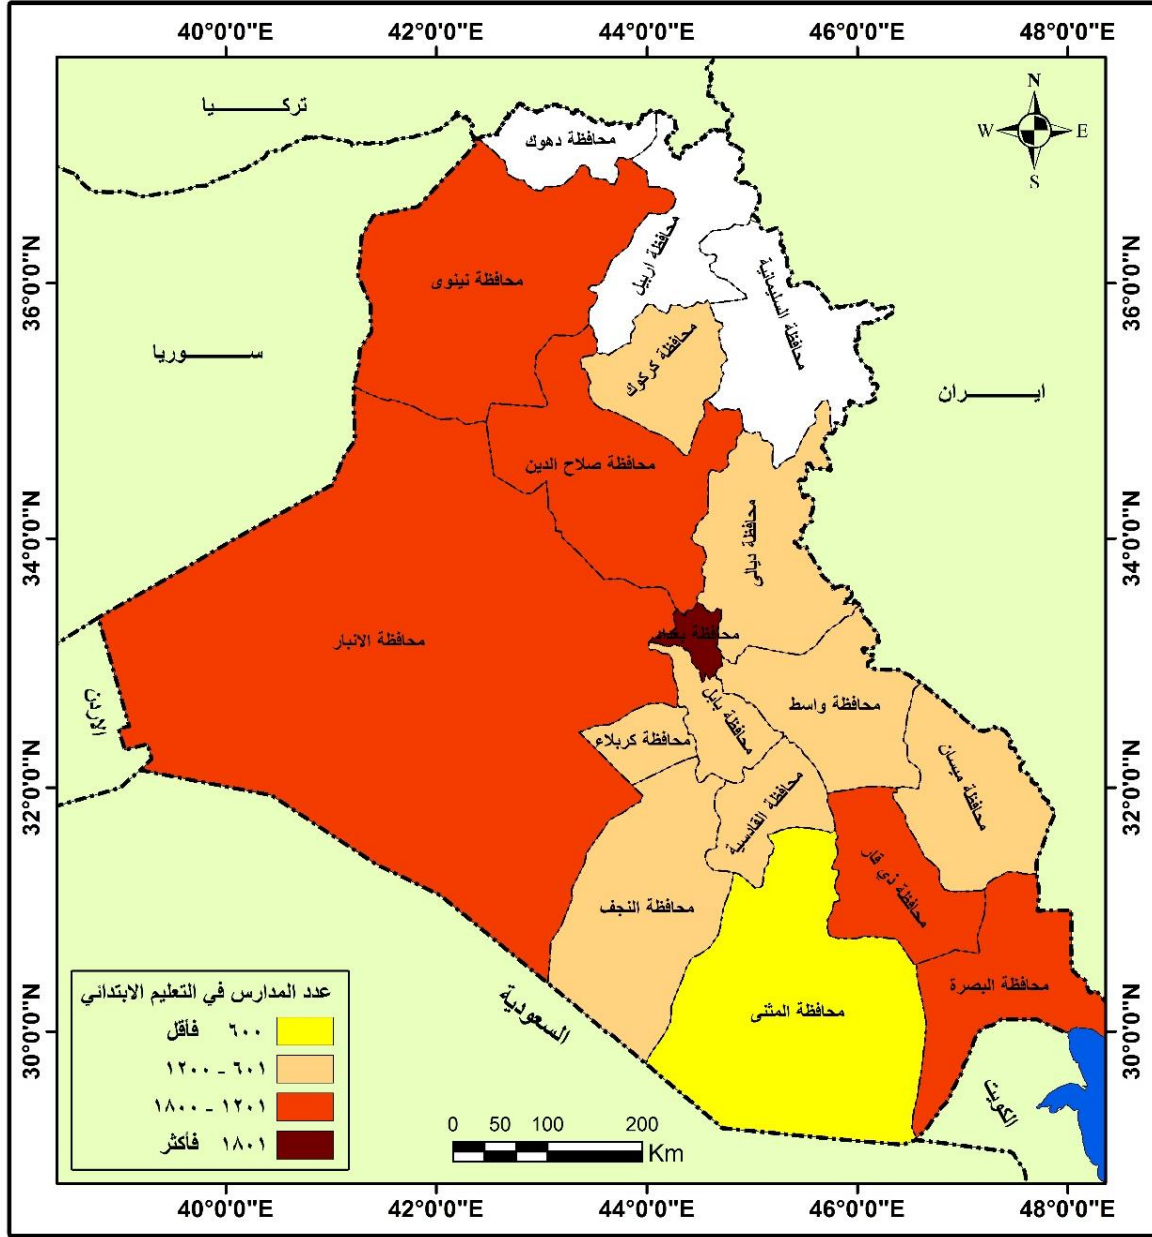 40°0'0"E 42°0'0"E 44°0'0"E 46°0'0"E 48°0'0"E
N
W E
S
تركـــــــيا
محافظة دهوك
محافظة اربيل
محافظة السليمانية
محافظة نينوى
36°0'0"N 36°0'0"N
ســـــــوريا
محافظة كركوك
ايـــــــران
محافظة صلاح الدين
محافظة ديالى
34°0'0"N 34°0'0"N
محافظة الانبار
محافظة بغداد
الاردن
محافظة بابل
محافظة واسط
محافظة كربلاء
محافظة ميسان
32°0'0"N 32°0'0"N
محافظة القادسية
محافظة ذي قار
محافظة النجف
محافظة البصرة
محافظة المثنى
السعودية
30°0'0"N 30°0'0"N
الكويت
عدد المدارس في التعليم الابتدائي
٦٠٠ فأقل
٦٠١ - ١٢٠٠
١٢٠١ - ١٨٠٠
١٨٠١ فأكثر
0 50 100 200
Km
40°0'0"E 42°0'0"E 44°0'0"E 46°0'0"E 48°0'0"E